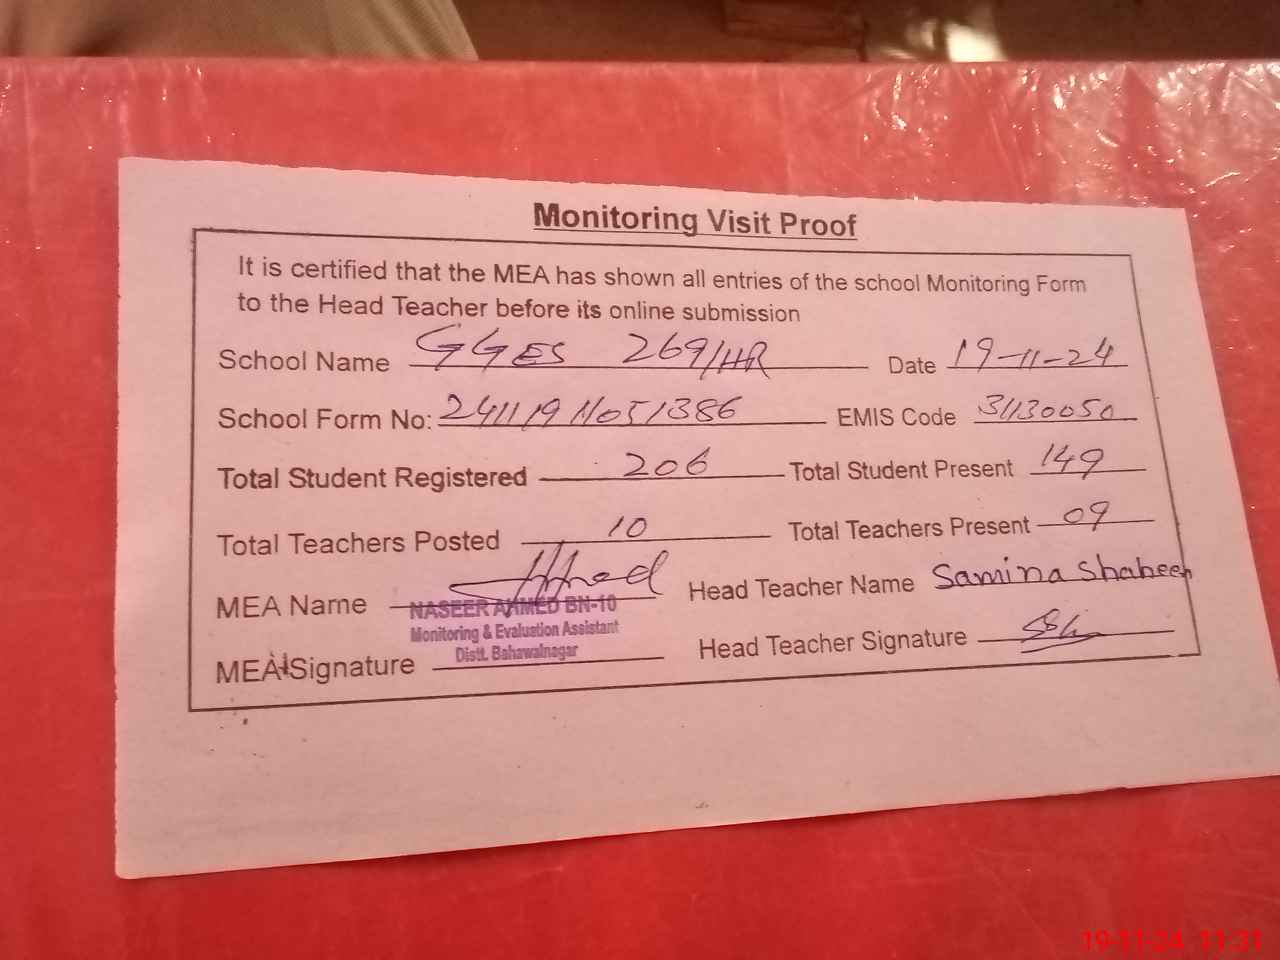 Monitoring Visit Proof
It is certified that the MEA has shown all entries of the school Monitoring Form
to the Head Teacher before its online submission
School Name GGES 269/HR Date 19-11-24
School Form No: 24111911051386 EMIS Code 31130050
Total Student Registered 206 Total Student Present 149
Total Teachers Posted 10 Total Teachers Present 09
MEA Name Head Teacher Name Samina Shaheen
NASEER AHMED BN-10
Monitoring & Evaluation Assistant
Distt. Bahawalnagar
MEA Signature Head Teacher Signature
19-11-24 11:31